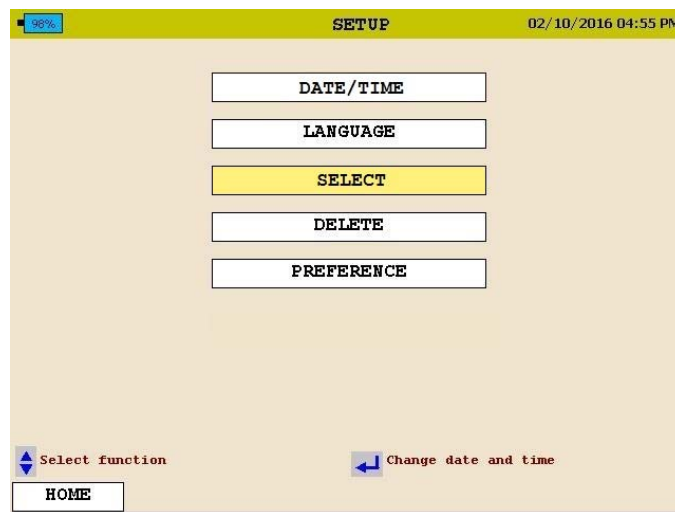 98% SETUP 02/10/2016 04:55 PM
DATE/TIME
LANGUAGE
SELECT
DELETE
PREFERENCE
Select function Change date and time
HOME